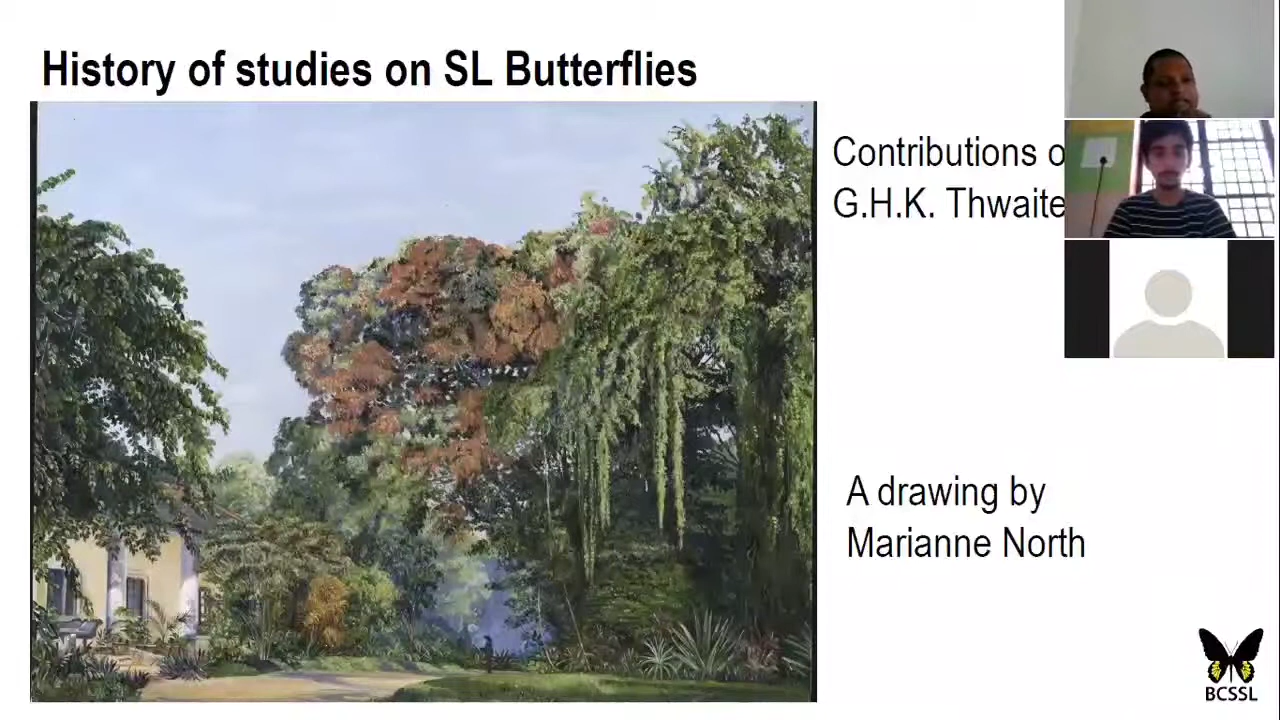 History of studies on SL Butterflies
Contributions o
G.H.K. Thwaite
A drawing by
Marianne North
BCSSL